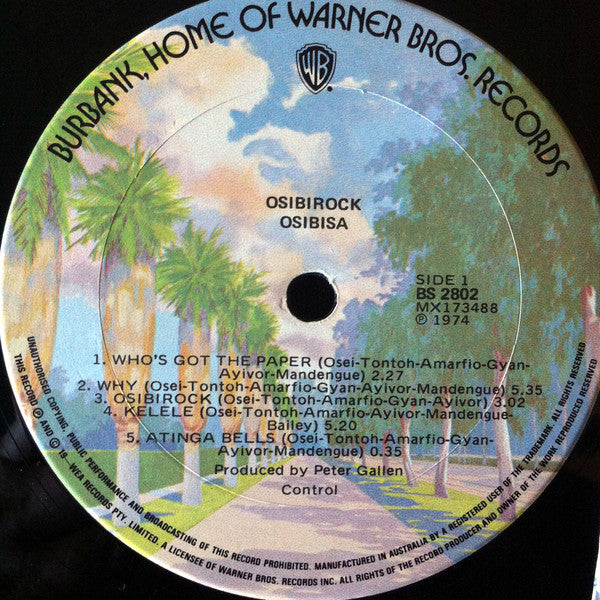 BURBANK, HOME OF WARNER BROS. RECORDS
WB
OSIBIROCK
OSIBISA
SIDE 1
BS 2802
MX173488
℗ 1974
1. WHO'S GOT THE PAPER (Osei-Tontoh-Amarfio-Gyan-
Ayivor-Mandengue) 2.27
2. WHY (Osei-Tontoh-Amarfio-Gyan-Ayivor-Mandengue) 5.35
3. OSIBIROCK (Osei-Tontoh-Amarfio-Gyan-Ayivor) 3.02
4. KELELE (Osei-Tontoh-Amarfio-Gyan-Ayivor-Mandengue-
Bailey) 5.20
5. ATINGA BELLS (Osei-Tontoh-Amarfio-Gyan-
Ayivor-Mandengue) 0.35
Produced by Peter Gallen
Control
UNAUTHORISED COPYING, PUBLIC PERFORMANCE AND BROADCASTING OF THIS RECORD PROHIBITED. MANUFACTURED IN AUSTRALIA BY A REGISTERED USER OF THE TRADEMARK. ALL RIGHTS RESERVED
THIS RECORD ℗ AND © 19 – WEA RECORDS PTY. LIMITED. A LICENSEE OF WARNER BROS. RECORDS INC. ALL RIGHTS OF THE RECORD PRODUCER AND OWNER OF THE WORK REPRODUCED RESERVED